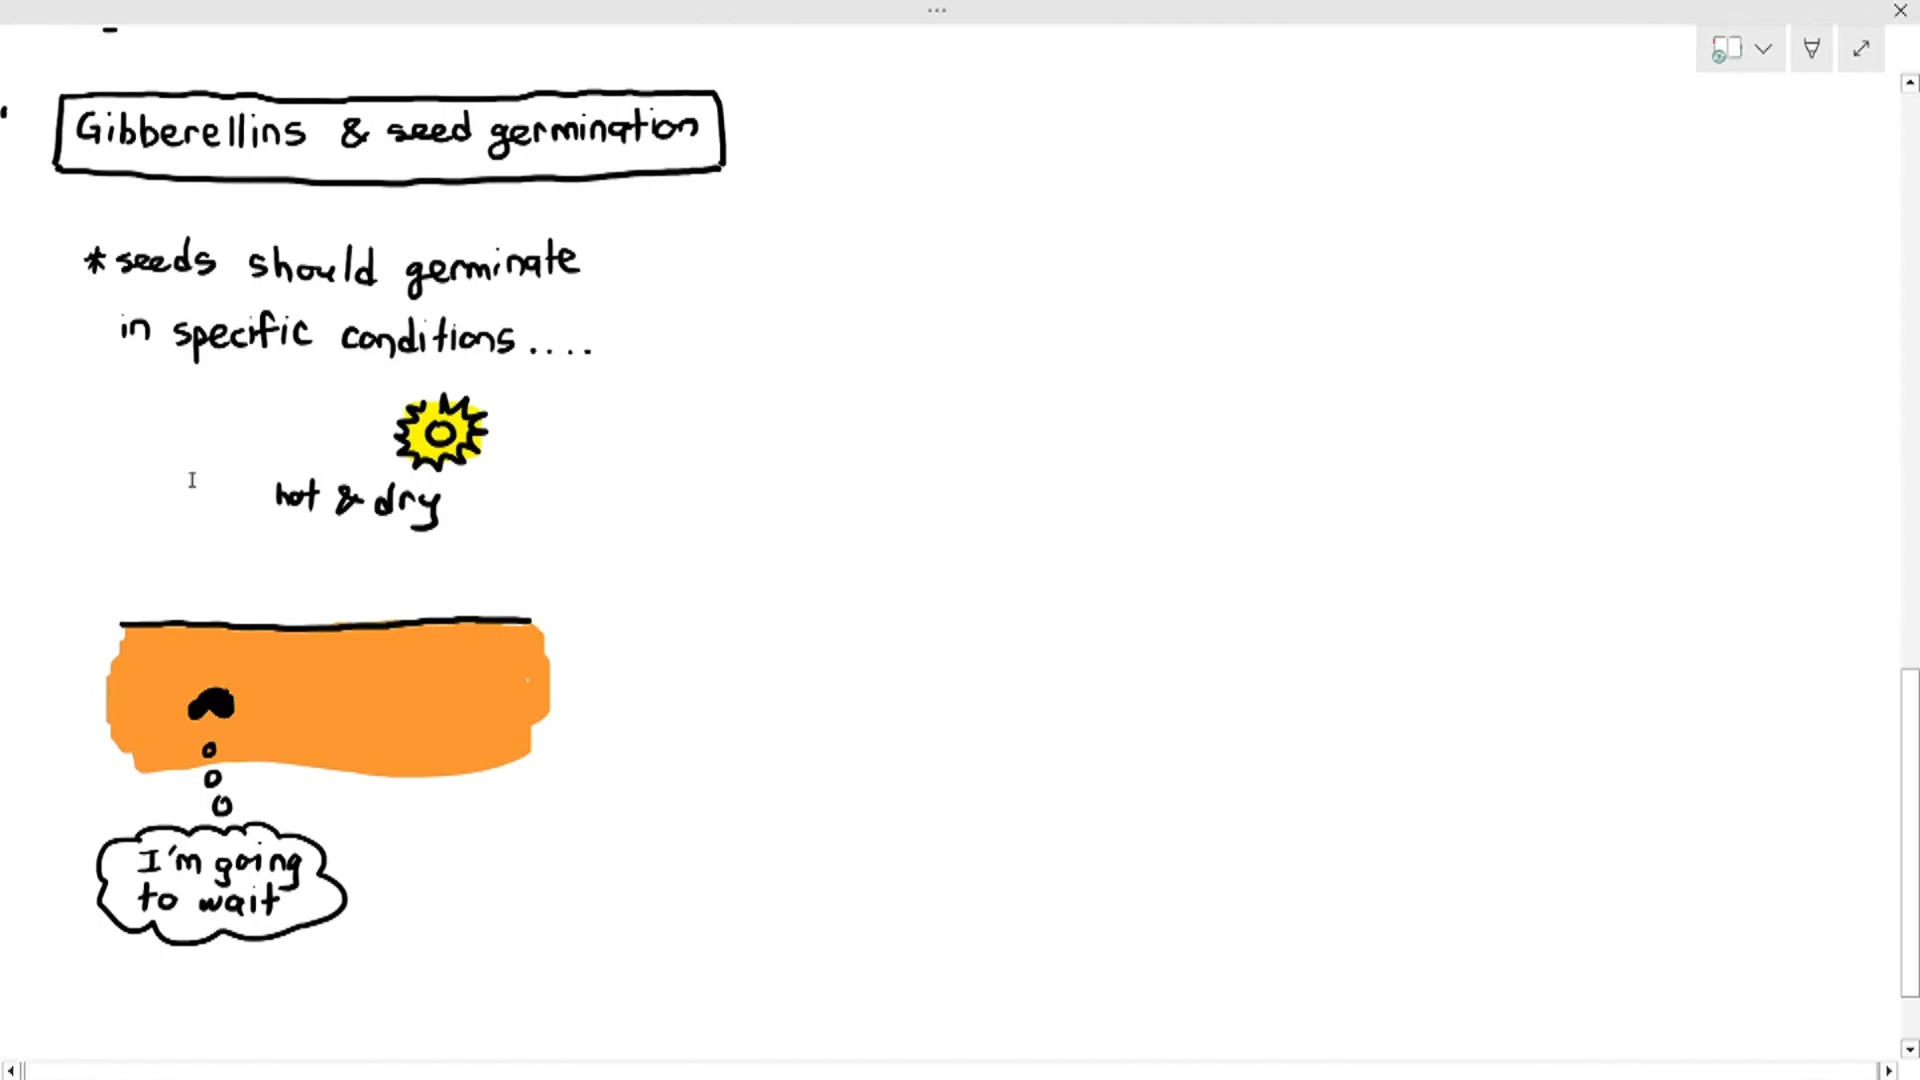 Gibberellins & seed germination
* seeds should germinate
in specific conditions....
hot & dry
I'm going
to wait